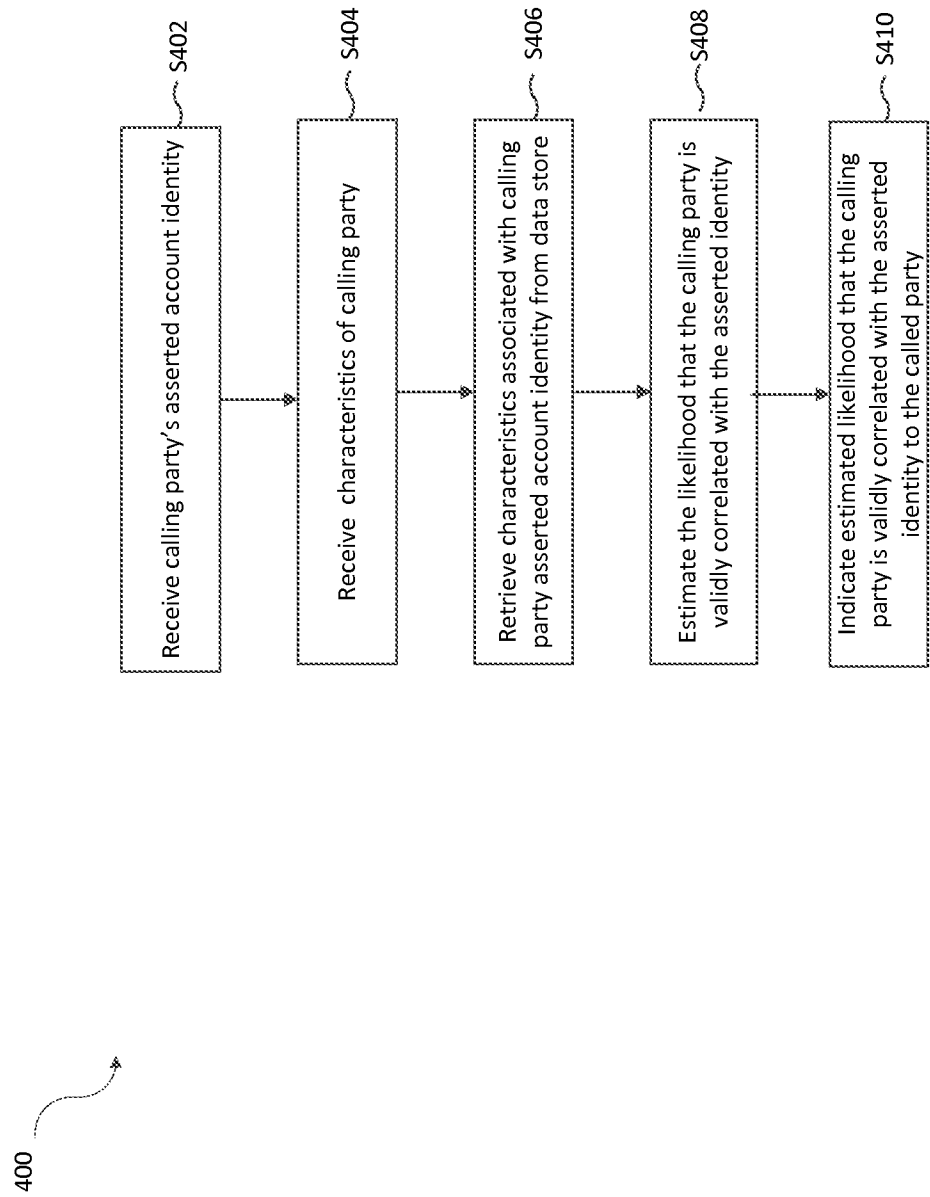 400
Receive calling party's asserted account identity
S402
Receive characteristics of calling party
S404
Retrieve characteristics associated with calling
party asserted account identity from data store
S406
Estimate the likelihood that the calling party is
validly correlated with the asserted identity
S408
Indicate estimated likelihood that the calling
party is validly correlated with the asserted
identity to the called party
S410